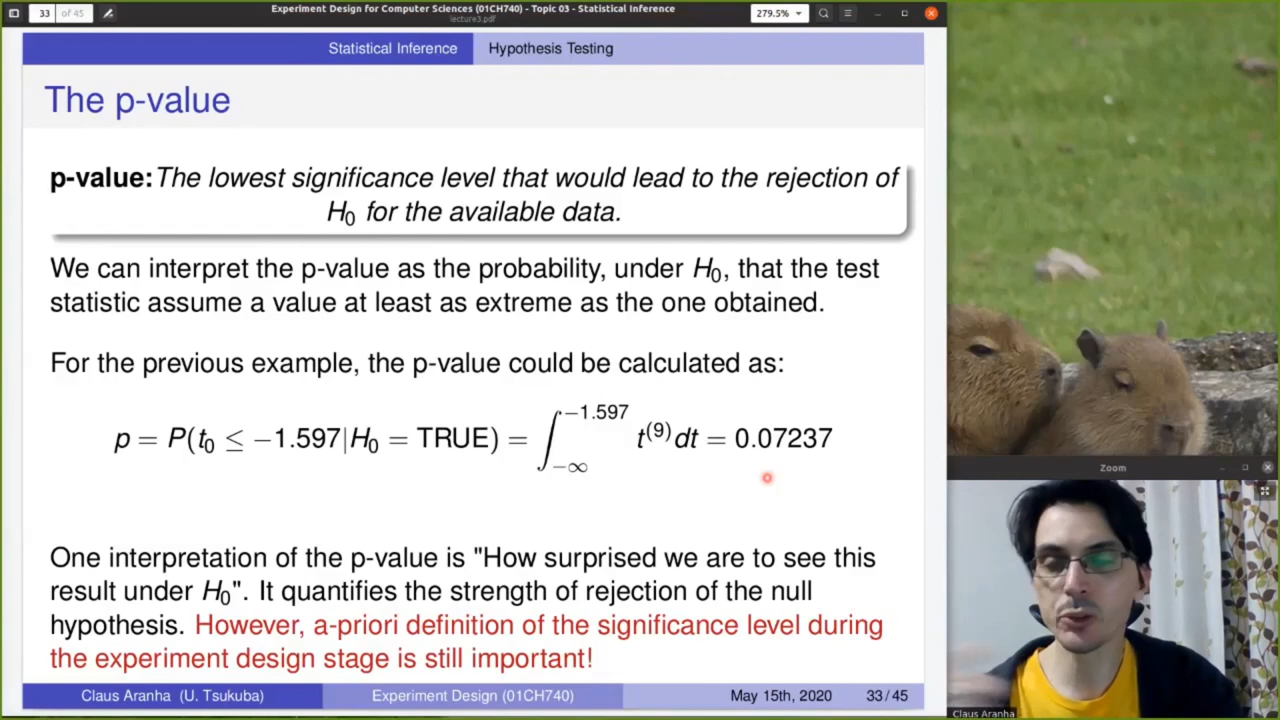 33 of 45
Experiment Design for Computer Sciences (01CH740) - Topic 03 - Statistical Inference
lecture3.pdf
279.5%
Statistical Inference Hypothesis Testing
The p-value
p-value: The lowest significance level that would lead to the rejection of
H₀ for the available data.
We can interpret the p-value as the probability, under H₀, that the test
statistic assume a value at least as extreme as the one obtained.
For the previous example, the p-value could be calculated as:
p = P(t₀ ≤ −1.597|H₀ = TRUE) = ∫_{−∞}^{−1.597} t⁽⁹⁾dt = 0.07237
One interpretation of the p-value is "How surprised we are to see this
result under H₀". It quantifies the strength of rejection of the null
hypothesis. However, a-priori definition of the significance level during
the experiment design stage is still important!
Claus Aranha (U. Tsukuba) Experiment Design (01CH740) May 15th, 2020 33 / 45
Zoom
Claus Aranha